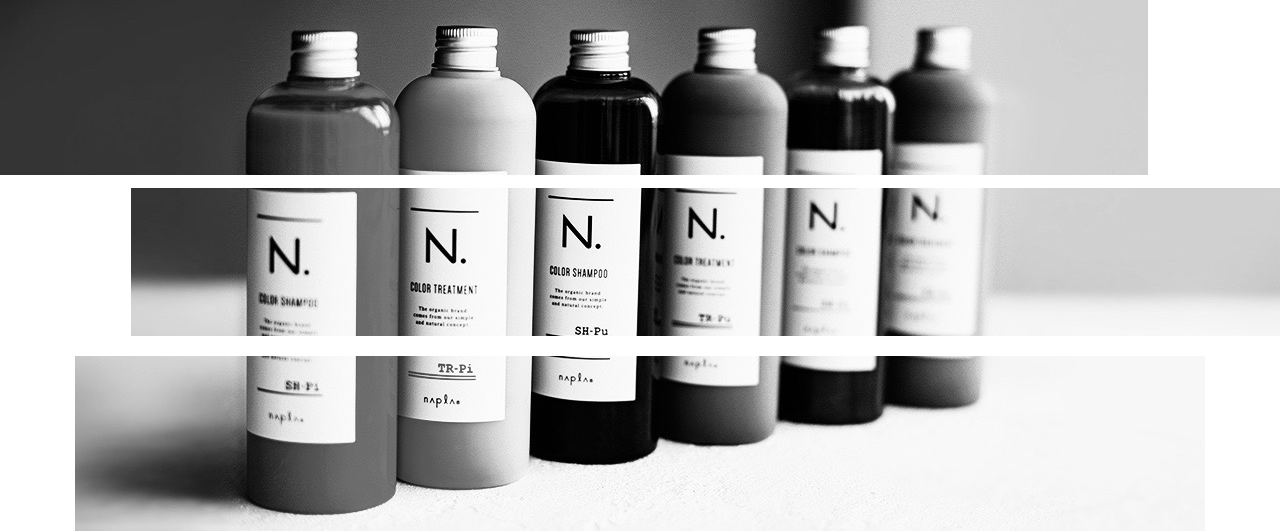 N.
COLOR SHAMPOO
SH-Pi
napla
N.
COLOR TREATMENT
The organic brand
comes from our simple
and natural concept
TR-Pi
napla
N.
COLOR SHAMPOO
The organic brand
comes from our simple
and natural concept
SH-Pu
napla
N.
COLOR TREATMENT
TR-Pu
napla
N.
N.